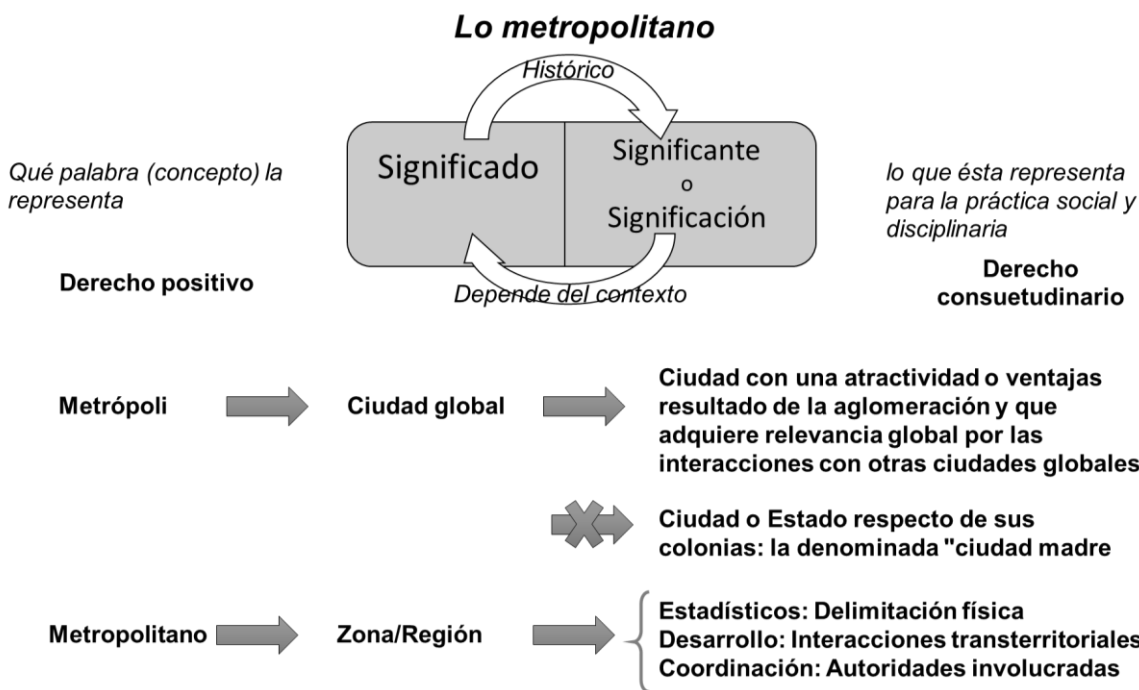 Lo metropolitano
Histórico
Significado
Significante
o
Significación
Qué palabra (concepto) la
representa
lo que ésta representa
para la práctica social y
disciplinaria
Derecho positivo
Depende del contexto
Derecho
consuetudinario
Metrópoli
Ciudad global
Ciudad con una atractividad o ventajas
resultado de la aglomeración y que
adquiere relevancia global por las
interacciones con otras ciudades globales
Ciudad o Estado respecto de sus
colonias: la denominada "ciudad madre
Metropolitano
Zona/Región
Estadísticos: Delimitación física
Desarrollo: Interacciones transterritoriales
Coordinación: Autoridades involucradas